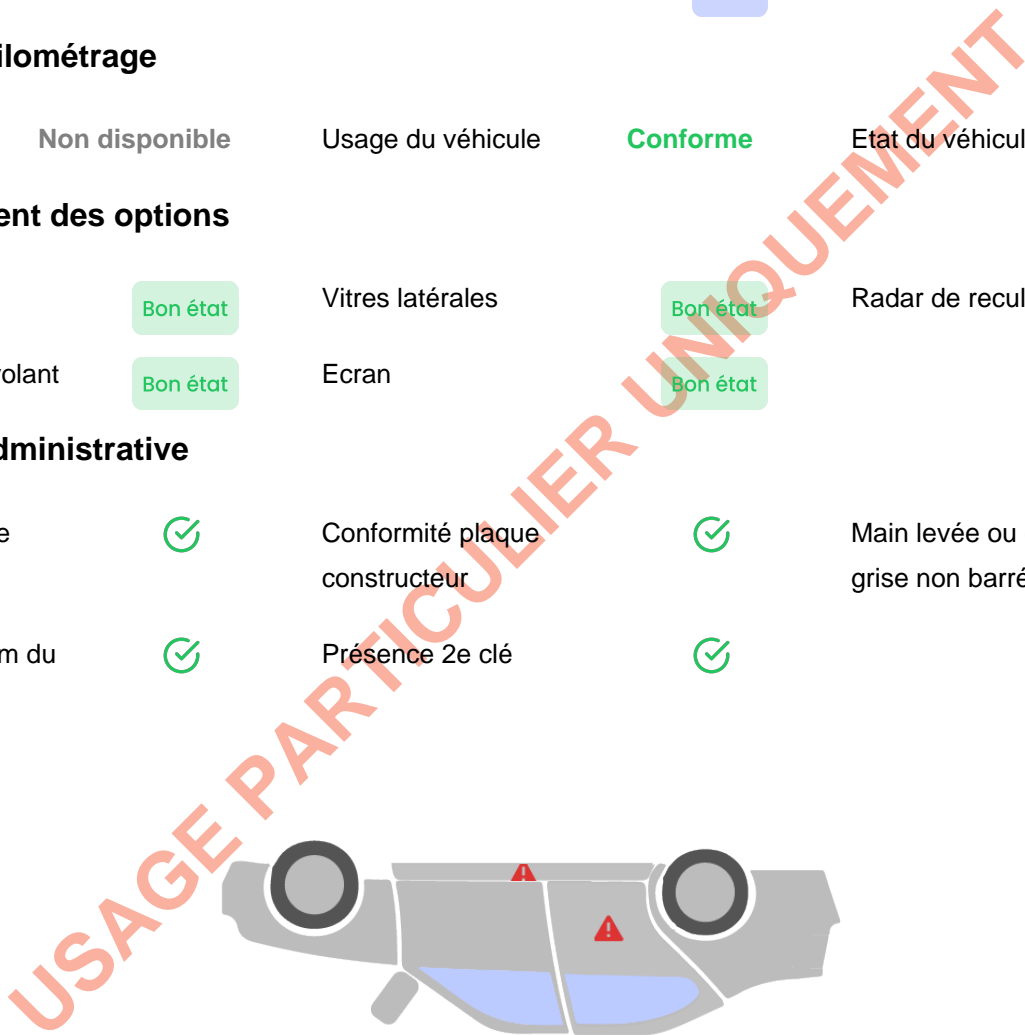 ilométrage
Non disponible Usage du véhicule Conforme Etat du véhicul
ent des options
Bon état Vitres latérales Bon état Radar de recul
olant Bon état Ecran Bon état
dministrative
e Conformité plaque Main levée ou
constructeur grise non barré
m du Présence 2e clé
USAGE PARTICULIER UNIQUEMENT